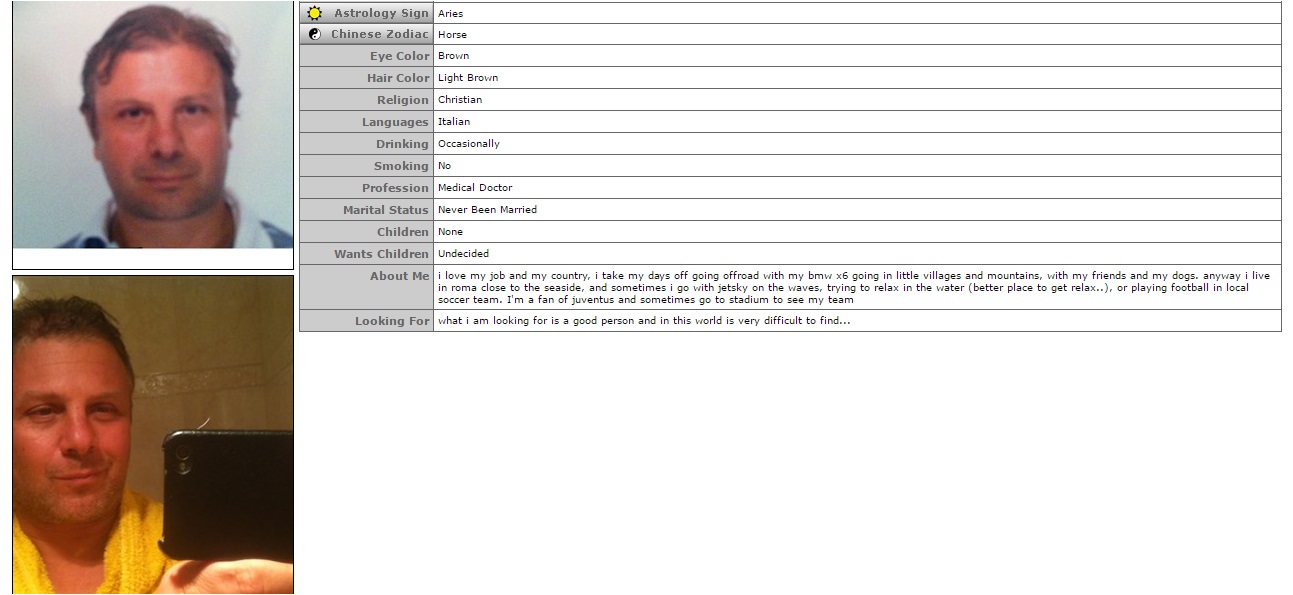 Astrology Sign Aries
Chinese Zodiac Horse
Eye Color Brown
Hair Color Light Brown
Religion Christian
Languages Italian
Drinking Occasionally
Smoking No
Profession Medical Doctor
Marital Status Never Been Married
Children None
Wants Children Undecided
About Me i love my job and my country, i take my days off going offroad with my bmw x6 going in little villages and mountains, with my friends and my dogs. anyway i live
in roma close to the seaside, and sometimes i go with jetsky on the waves, trying to relax in the water (better place to get relax..), or playing football in local
soccer team. I'm a fan of juventus and sometimes go to stadium to see my team
Looking For what i am looking for is a good person and in this world is very difficult to find...